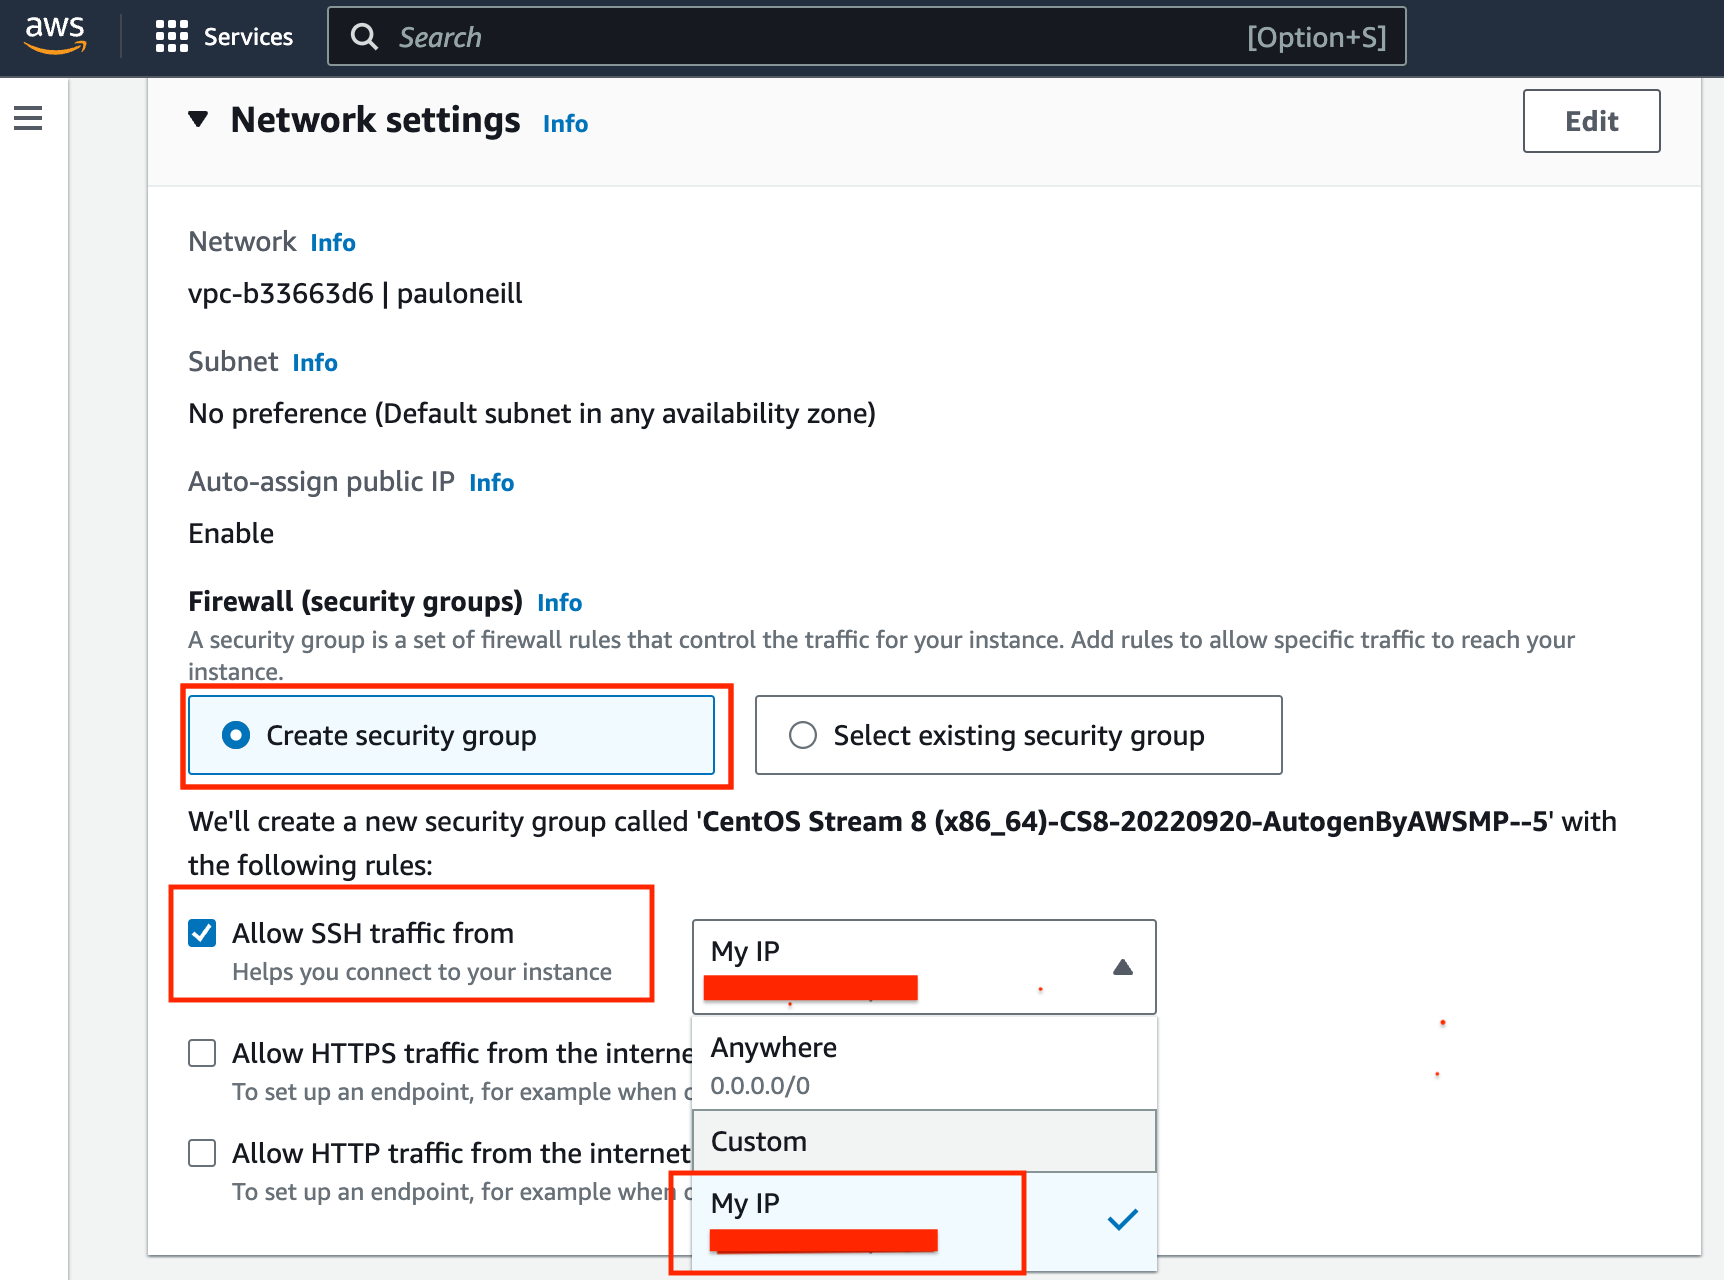 aws
Services
Search
[Option+S]
Network settings Info
Edit
Network Info
vpc-b33663d6 | pauloneill
Subnet Info
No preference (Default subnet in any availability zone)
Auto-assign public IP Info
Enable
Firewall (security groups) Info
A security group is a set of firewall rules that control the traffic for your instance. Add rules to allow specific traffic to reach your
instance.
Create security group
Select existing security group
We'll create a new security group called 'CentOS Stream 8 (x86_64)-CS8-20220920-AutogenByAWSMP--5' with
the following rules:
Allow SSH traffic from
Helps you connect to your instance
My IP
Allow HTTPS traffic from the interne
To set up an endpoint, for example when
Anywhere
0.0.0.0/0
Custom
Allow HTTP traffic from the internet
To set up an endpoint, for example when
My IP